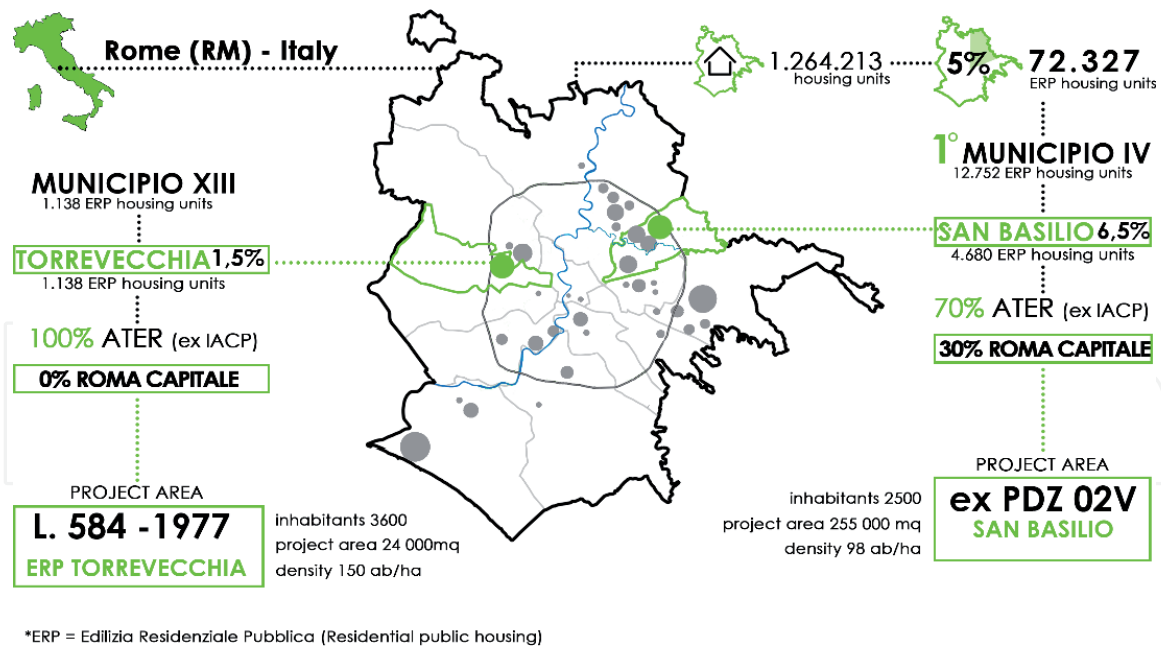 Rome (RM) - Italy
1.264.213
housing units
5%
72.327
ERP housing units
MUNICIPIO XIII
1.138 ERP housing units
TORREVECCHIA 1,5%
1.138 ERP housing units
100% ATER (ex IACP)
0% ROMA CAPITALE
PROJECT AREA
L. 584 -1977
ERP TORREVECCHIA
inhabitants 3600
project area 24 000mq
density 150 ab/ha
1° MUNICIPIO IV
12.752 ERP housing units
SAN BASILIO 6,5%
4.680 ERP housing units
70% ATER (ex IACP)
30% ROMA CAPITALE
PROJECT AREA
ex PDZ 02V
SAN BASILIO
inhabitants 2500
project area 255 000 mq
density 98 ab/ha
*ERP = Edilizia Residenziale Pubblica (Residential public housing)